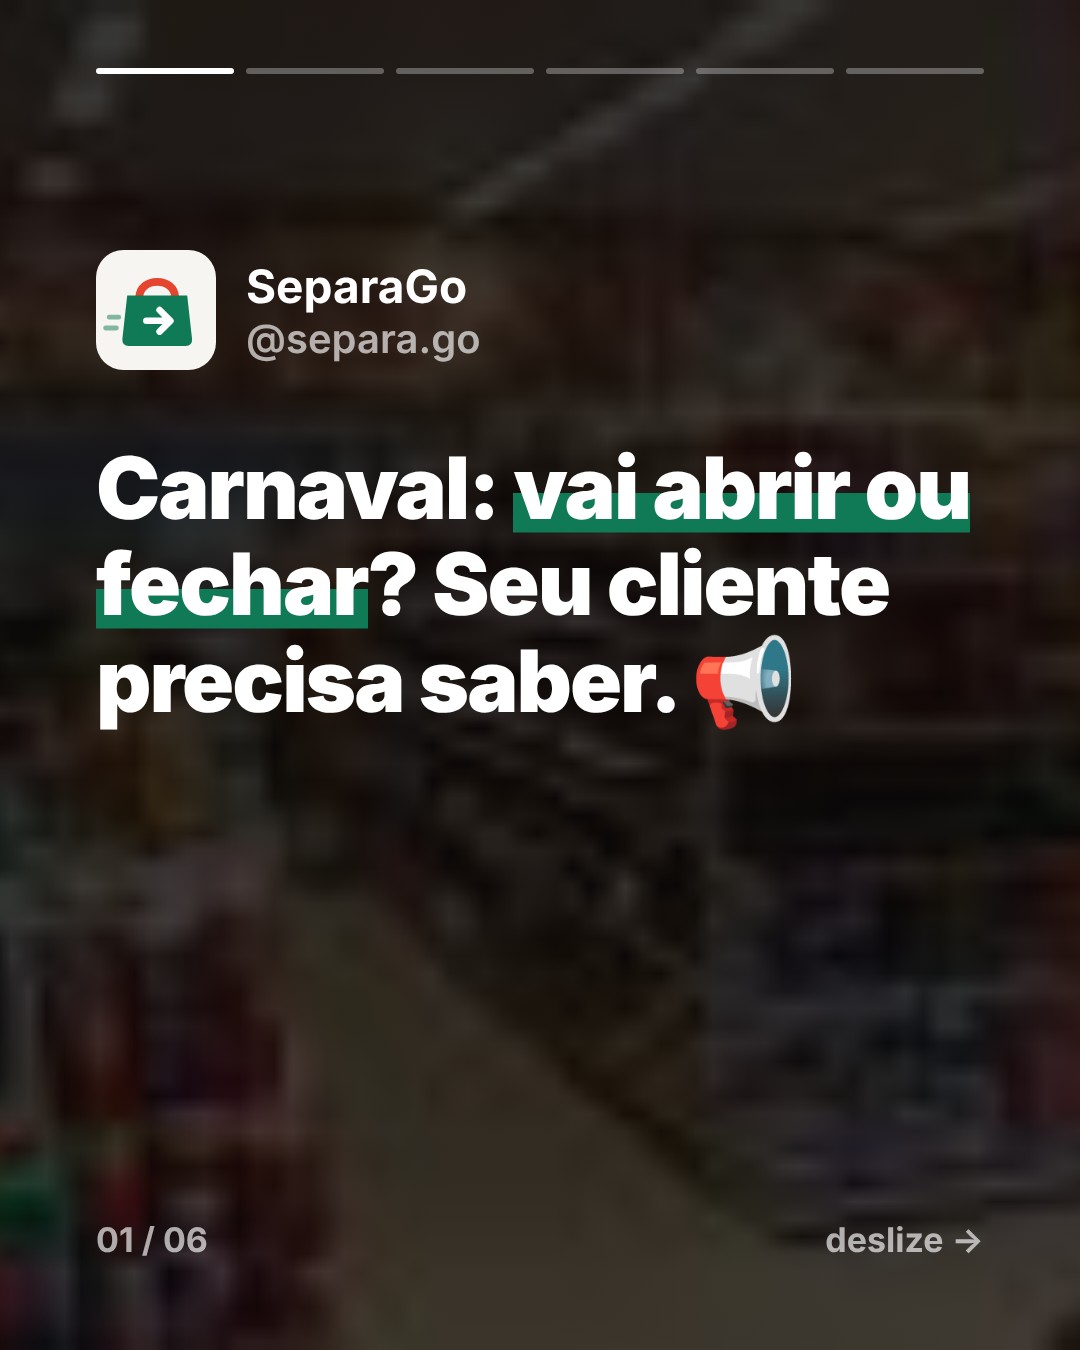 SeparaGo
@separa.go
Carnaval: vai abrir ou
fechar? Seu cliente
precisa saber. 📢
01 / 06
deslize →